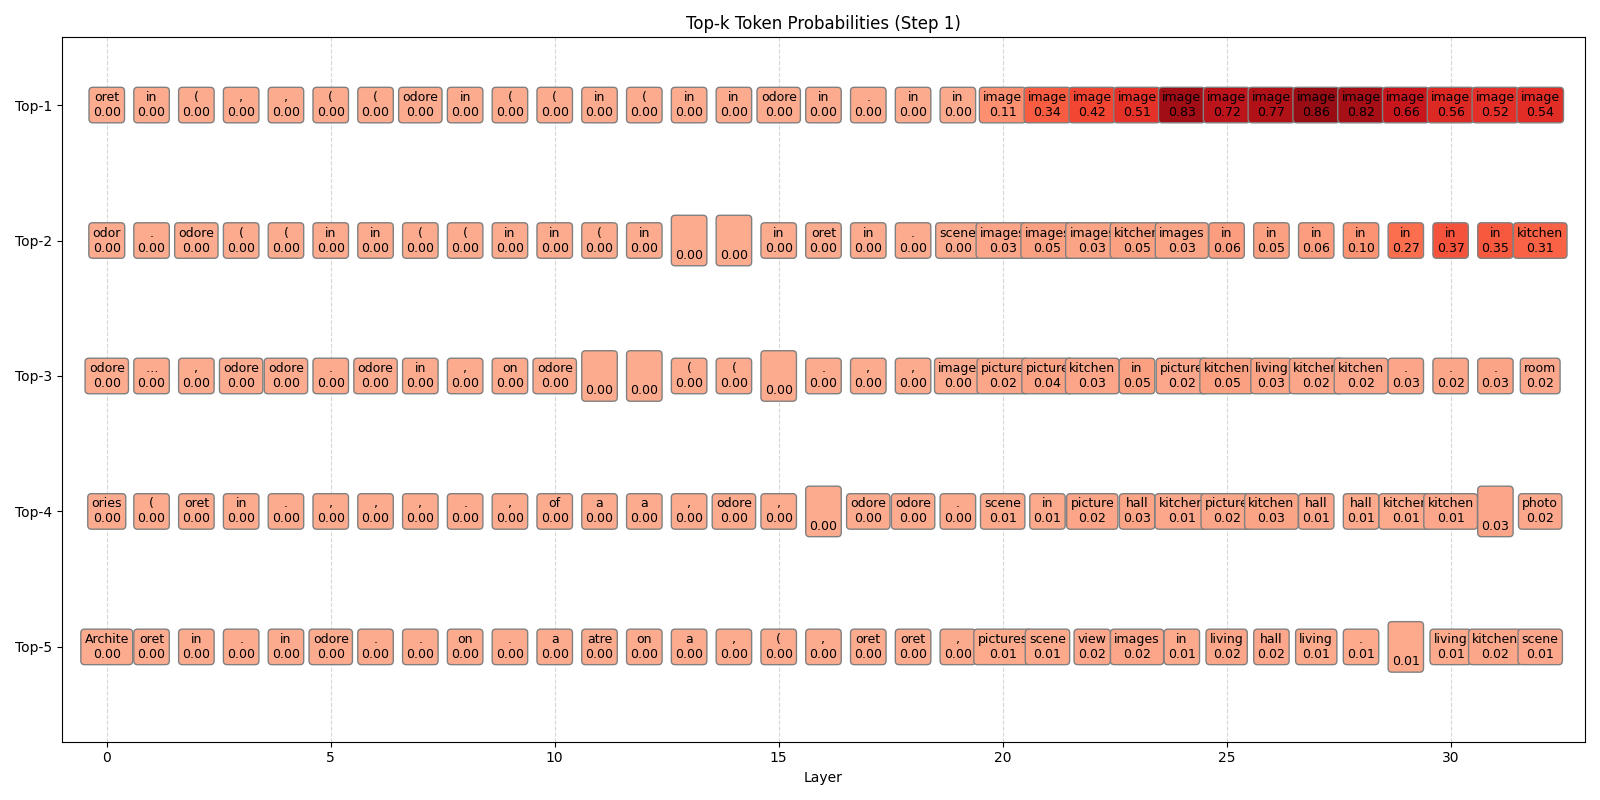 Top-k Token Probabilities (Step 1)
Top-1
oret in ( , , ( ( odore in ( ( in ( in in odore in . in in image image image image image image image image image image image image image
0.00 0.00 0.00 0.00 0.00 0.00 0.00 0.00 0.00 0.00 0.00 0.00 0.00 0.00 0.00 0.00 0.00 0.00 0.00 0.00 0.11 0.34 0.42 0.51 0.83 0.72 0.77 0.86 0.82 0.66 0.56 0.52 0.54
Top-2
odor . odore ( ( in in ( ( in in ( in in oret in . scene images images images kitchen images in in in in in in in kitchen
0.00 0.00 0.00 0.00 0.00 0.00 0.00 0.00 0.00 0.00 0.00 0.00 0.00 0.00 0.00 0.00 0.00 0.00 0.00 0.00 0.03 0.05 0.03 0.05 0.03 0.06 0.05 0.06 0.10 0.27 0.37 0.35 0.31
Top-3
odore ... , odore odore . odore in , on odore ( ( . , , image picture picture kitchen in picture kitchen living kitchen kitchen . . . room
0.00 0.00 0.00 0.00 0.00 0.00 0.00 0.00 0.00 0.00 0.00 0.00 0.00 0.00 0.00 0.00 0.00 0.00 0.00 0.00 0.02 0.04 0.03 0.05 0.02 0.05 0.03 0.02 0.02 0.03 0.02 0.03 0.02
Top-4
ories ( oret in . , , , . , of a a , odore , odore odore . scene in picture hall kitchen picture kitchen hall hall kitchen kitchen photo
0.00 0.00 0.00 0.00 0.00 0.00 0.00 0.00 0.00 0.00 0.00 0.00 0.00 0.00 0.00 0.00 0.00 0.00 0.00 0.00 0.01 0.01 0.02 0.03 0.01 0.02 0.03 0.01 0.01 0.01 0.01 0.03 0.02
Top-5
Archite oret in . in odore . . on . a atre on a , ( , oret oret , pictures scene view images in living hall living . living kitchen scene
0.00 0.00 0.00 0.00 0.00 0.00 0.00 0.00 0.00 0.00 0.00 0.00 0.00 0.00 0.00 0.00 0.00 0.00 0.00 0.00 0.01 0.01 0.02 0.02 0.01 0.02 0.02 0.01 0.01 0.01 0.01 0.02 0.01
0 5 10 15 20 25 30
Layer